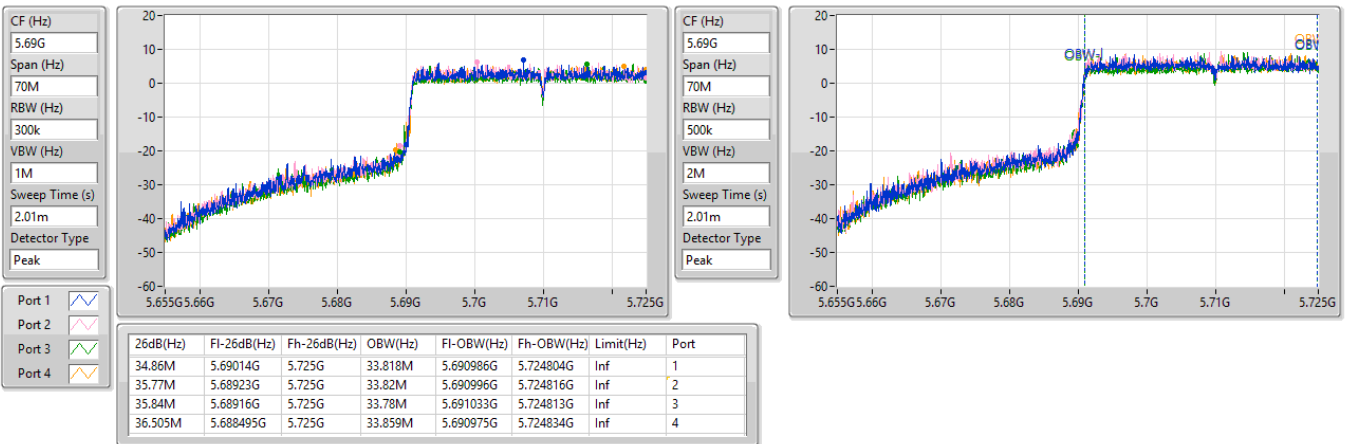 CF (Hz)
5.69G
Span (Hz)
70M
RBW (Hz)
300k
VBW (Hz)
1M
Sweep Time (s)
2.01m
Detector Type
Peak
20
10
0
-10
-20
-30
-40
-50
-60
5.655G 5.66G 5.67G 5.68G 5.69G 5.7G 5.71G 5.725G
CF (Hz)
5.69G
Span (Hz)
70M
RBW (Hz)
500k
VBW (Hz)
2M
Sweep Time (s)
2.01m
Detector Type
Peak
20
10
0
-10
-20
-30
-40
-50
-60
OBW-
OBW
5.655G 5.66G 5.67G 5.68G 5.69G 5.7G 5.71G 5.725G
Port 1
Port 2
Port 3
Port 4
26dB(Hz) Fl-26dB(Hz) Fh-26dB(Hz) OBW(Hz) Fl-OBW(Hz) Fh-OBW(Hz) Limit(Hz) Port
34.86M 5.69014G 5.725G 33.818M 5.690986G 5.724804G Inf 1
35.77M 5.68923G 5.725G 33.82M 5.690996G 5.724816G Inf 2
35.84M 5.68916G 5.725G 33.78M 5.691033G 5.724813G Inf 3
36.505M 5.688495G 5.725G 33.859M 5.690975G 5.724834G Inf 4